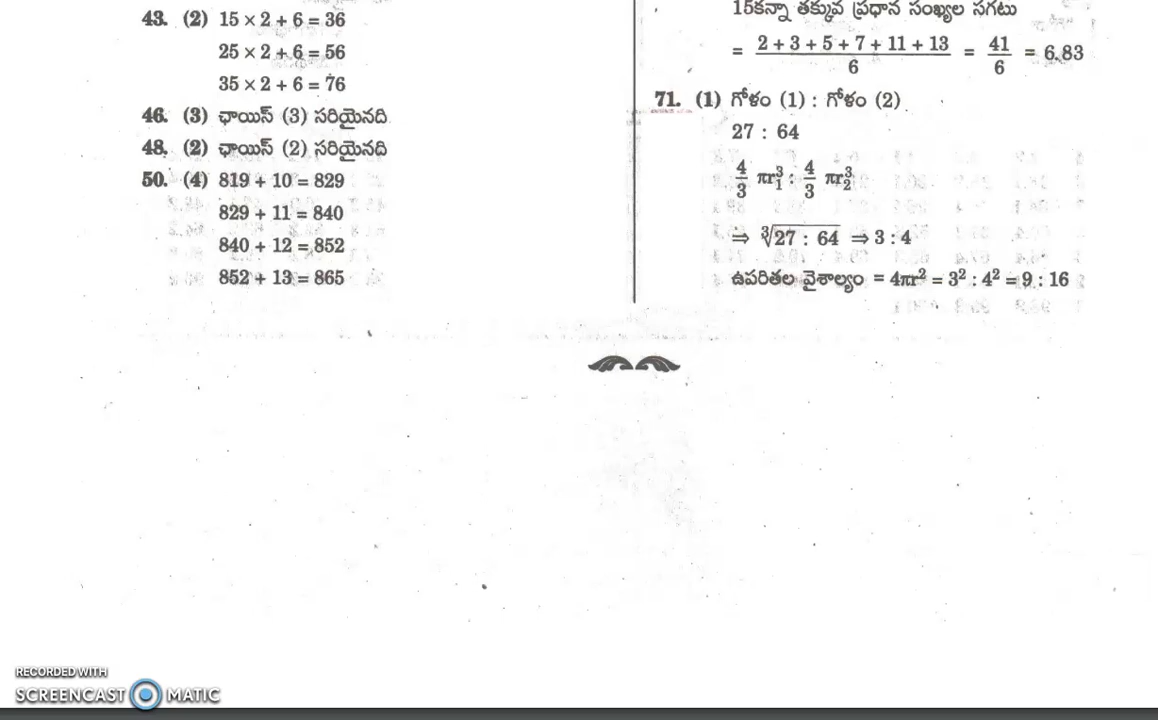 43. (2) 15 × 2 + 6 = 36
25 × 2 + 6 = 56
35 × 2 + 6 = 76
46. (3) ఛాయిస్ (3) సరియైనది
48. (2) ఛాయిస్ (2) సరియైనది
50. (4) 819 + 10 = 829
829 + 11 = 840
840 + 12 = 852
852 + 13 = 865
15కన్నా తక్కువ ప్రధాన సంఖ్యల సగటు
= (2 + 3 + 5 + 7 + 11 + 13)/6 = 41/6 = 6.83
71. (1) గోళం (1) : గోళం (2)
27 : 64
4/3 πr₁³ : 4/3 πr₂³
⇒ ∛27 : 64 ⇒ 3 : 4
ఉపరితల వైశాల్యం = 4πr² = 3² : 4² = 9 : 16
RECORDED WITH
SCREENCAST MATIC